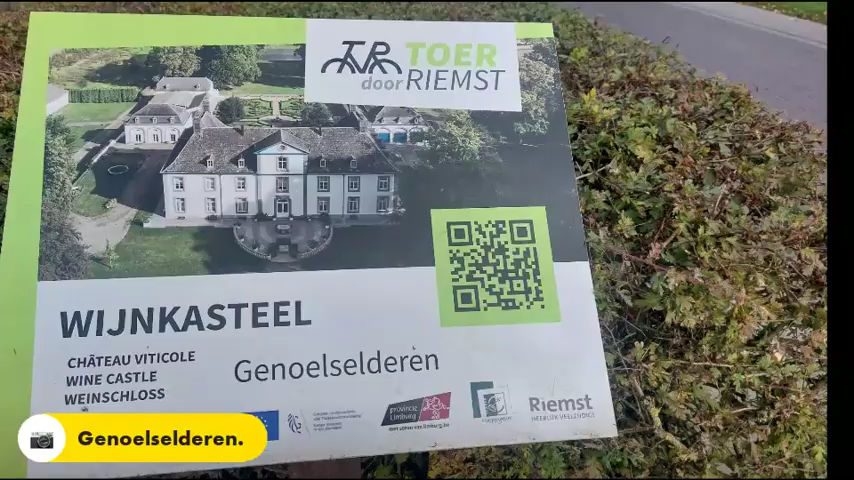 TOER
door RIEMST
WIJNKASTEEL
CHÂTEAU VITICOLE
WINE CASTLE
WEINSCHLOSS
Genoelselderen
provincie
Limburg
Riemst
Genoelselderen.